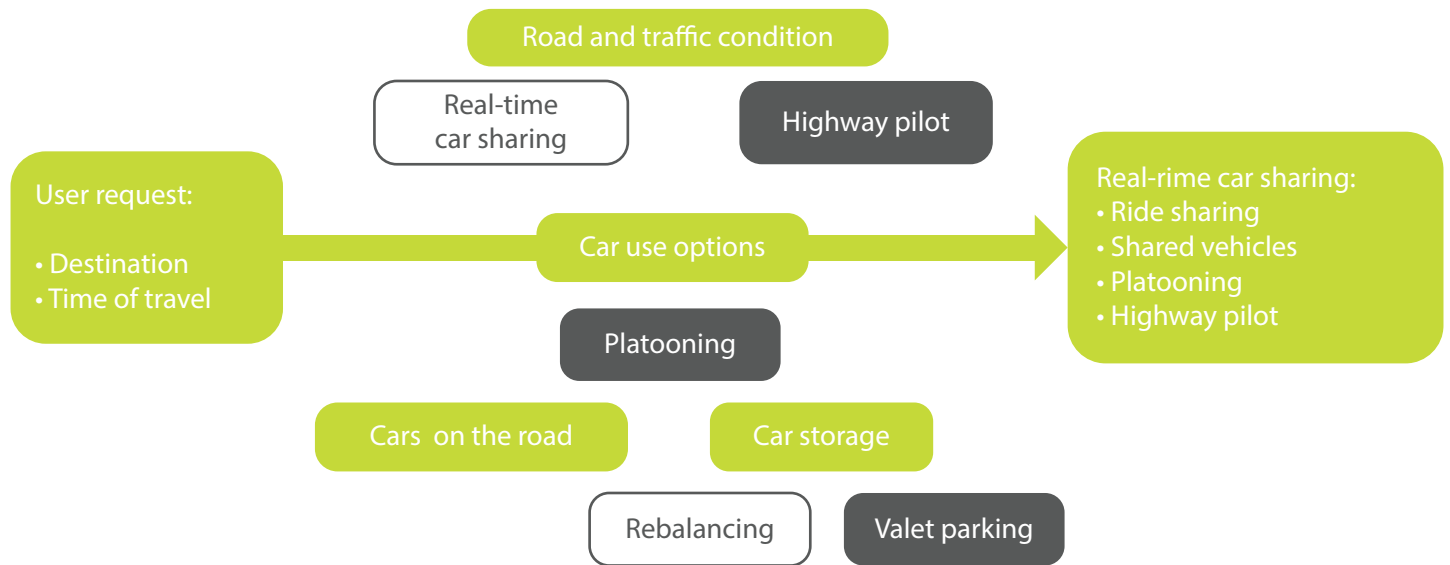 Road and traffic condition
Real-time
car sharing
Highway pilot
User request:
• Destination
• Time of travel
Car use options
Real-rime car sharing:
• Ride sharing
• Shared vehicles
• Platooning
• Highway pilot
Platooning
Cars on the road
Car storage
Rebalancing
Valet parking